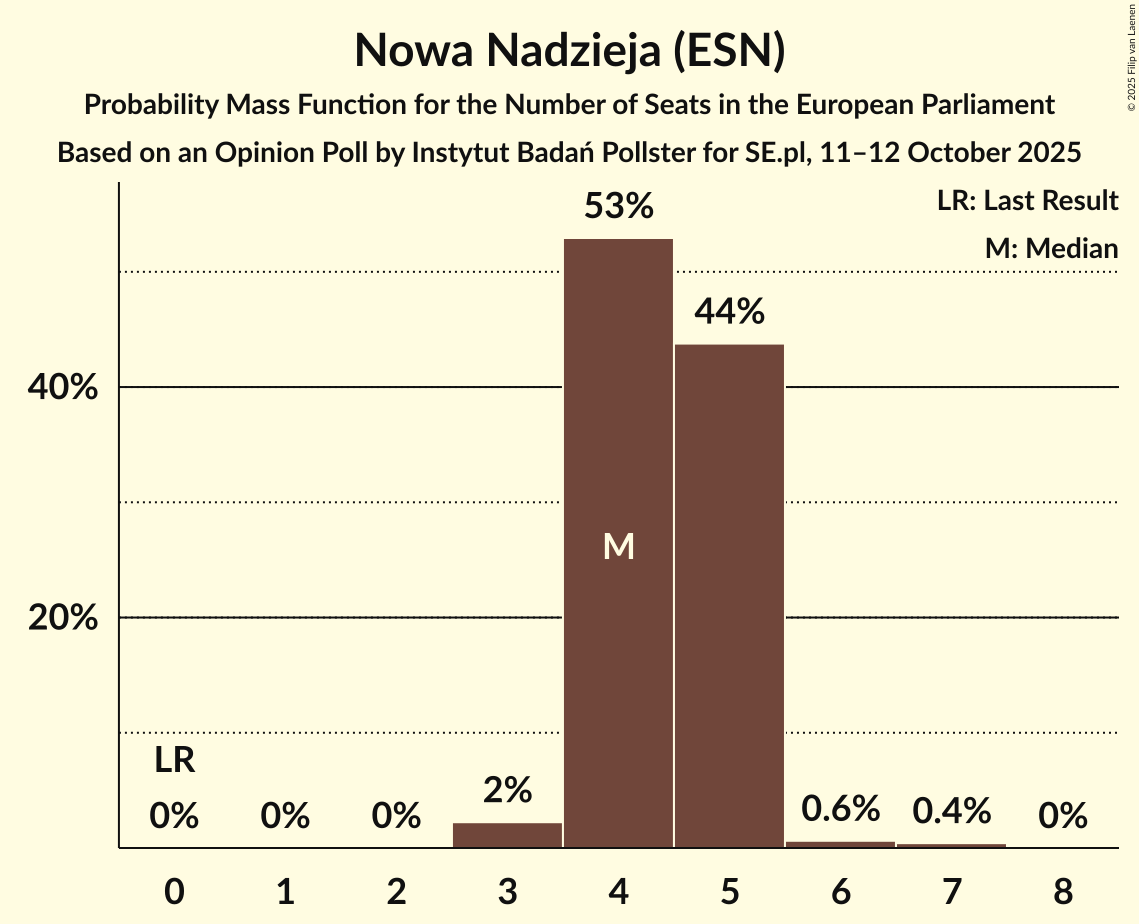 Nowa Nadzieja (ESN)
Probability Mass Function for the Number of Seats in the European Parliament
Based on an Opinion Poll by Instytut Badań Pollster for SE.pl, 11–12 October 2025
© 2025 Filip van Laenen
LR: Last Result
M: Median
53%
44%
40%
M
20%
LR
0%
0%
0%
2%
0.6%
0.4%
0%
0
1
2
3
4
5
6
7
8